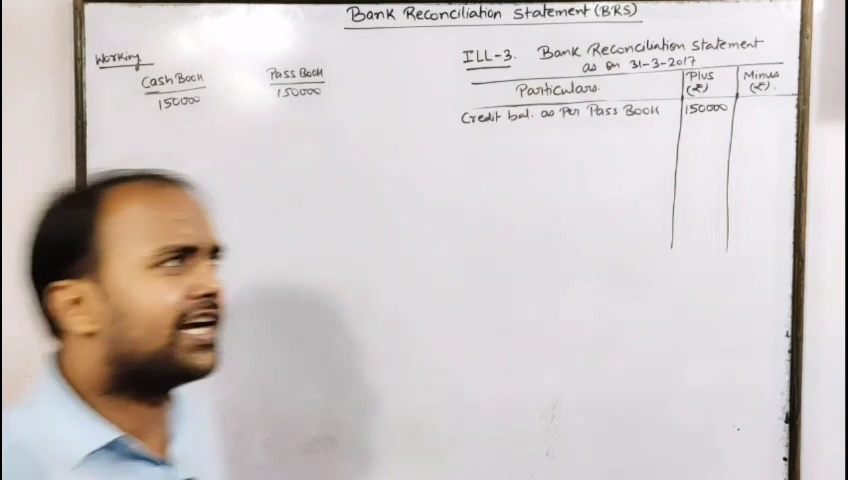 Bank Reconciliation Statement (BRS)
Working
Cash Book
150000
Pass Book
150000
ILL-3. Bank Reconciliation Statement
as on 31-3-2017
Particulars.
Plus
(₹)
Minus
(₹).
Credit bal. as Per Pass Book
150000